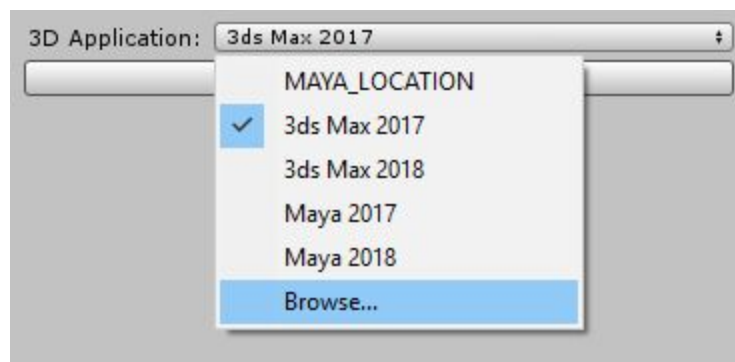 3D Application: 3ds Max 2017
MAYA_LOCATION
3ds Max 2017
3ds Max 2018
Maya 2017
Maya 2018
Browse...